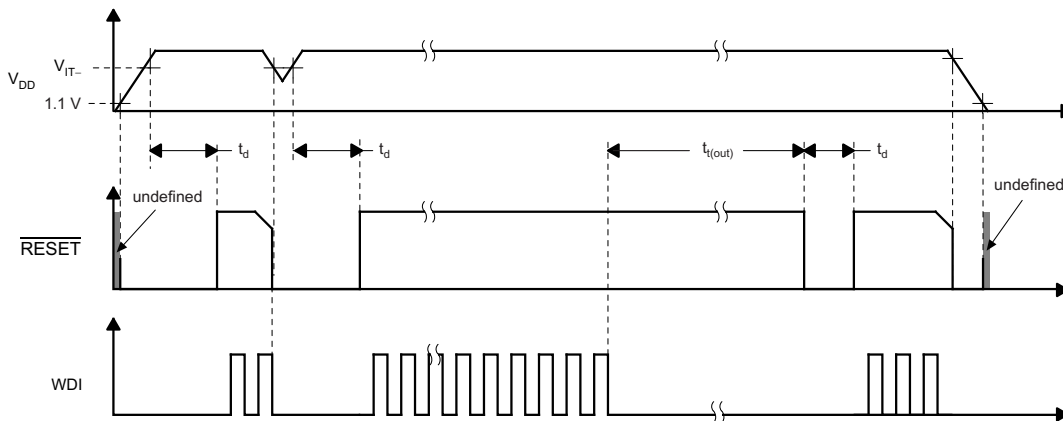 V_IT–
V_DD
1.1 V
t_d
t_d
t_t(out)
t_d
undefined
undefined
RESET
WDI